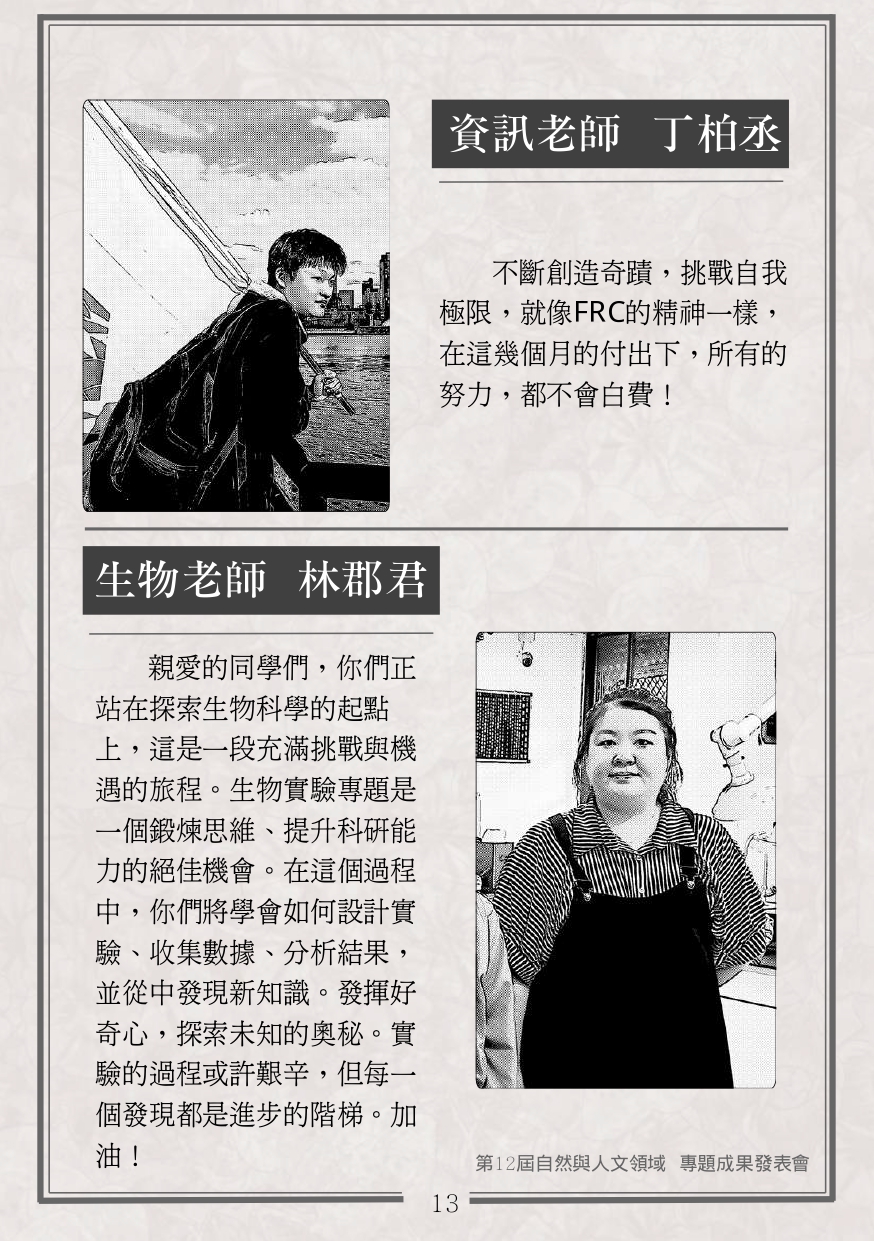 資訊老師 丁柏丞
不斷創造奇蹟，挑戰自我
極限，就像FRC的精神一樣，
在這幾個月的付出下，所有的
努力，都不會白費！
生物老師 林郡君
親愛的同學們，你們正
站在探索生物科學的起點
上，這是一段充滿挑戰與機
遇的旅程。生物實驗專題是
一個鍛煉思維、提升科研能
力的絕佳機會。在這個過程
中，你們將學會如何設計實
驗、收集數據、分析結果，
並從中發現新知識。發揮好
奇心，探索未知的奧秘。實
驗的過程或許艱辛，但每一
個發現都是進步的階梯。加
油！
第12屆自然與人文領域 專題成果發表會
13